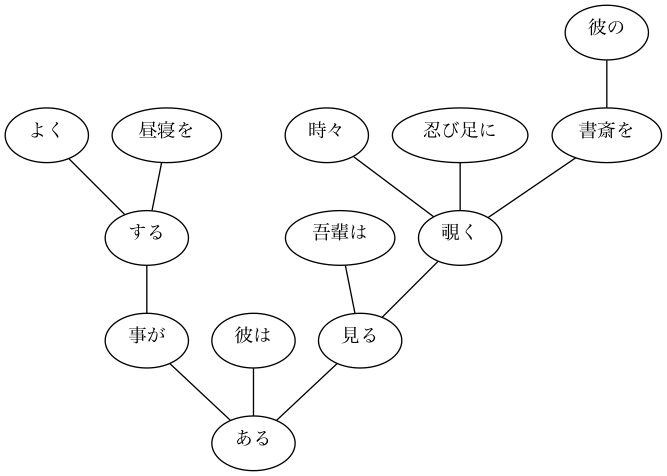 彼の
よく
昼寝を
時々
忍び足に
書斎を
する
吾輩は
覗く
事が
彼は
見る
ある